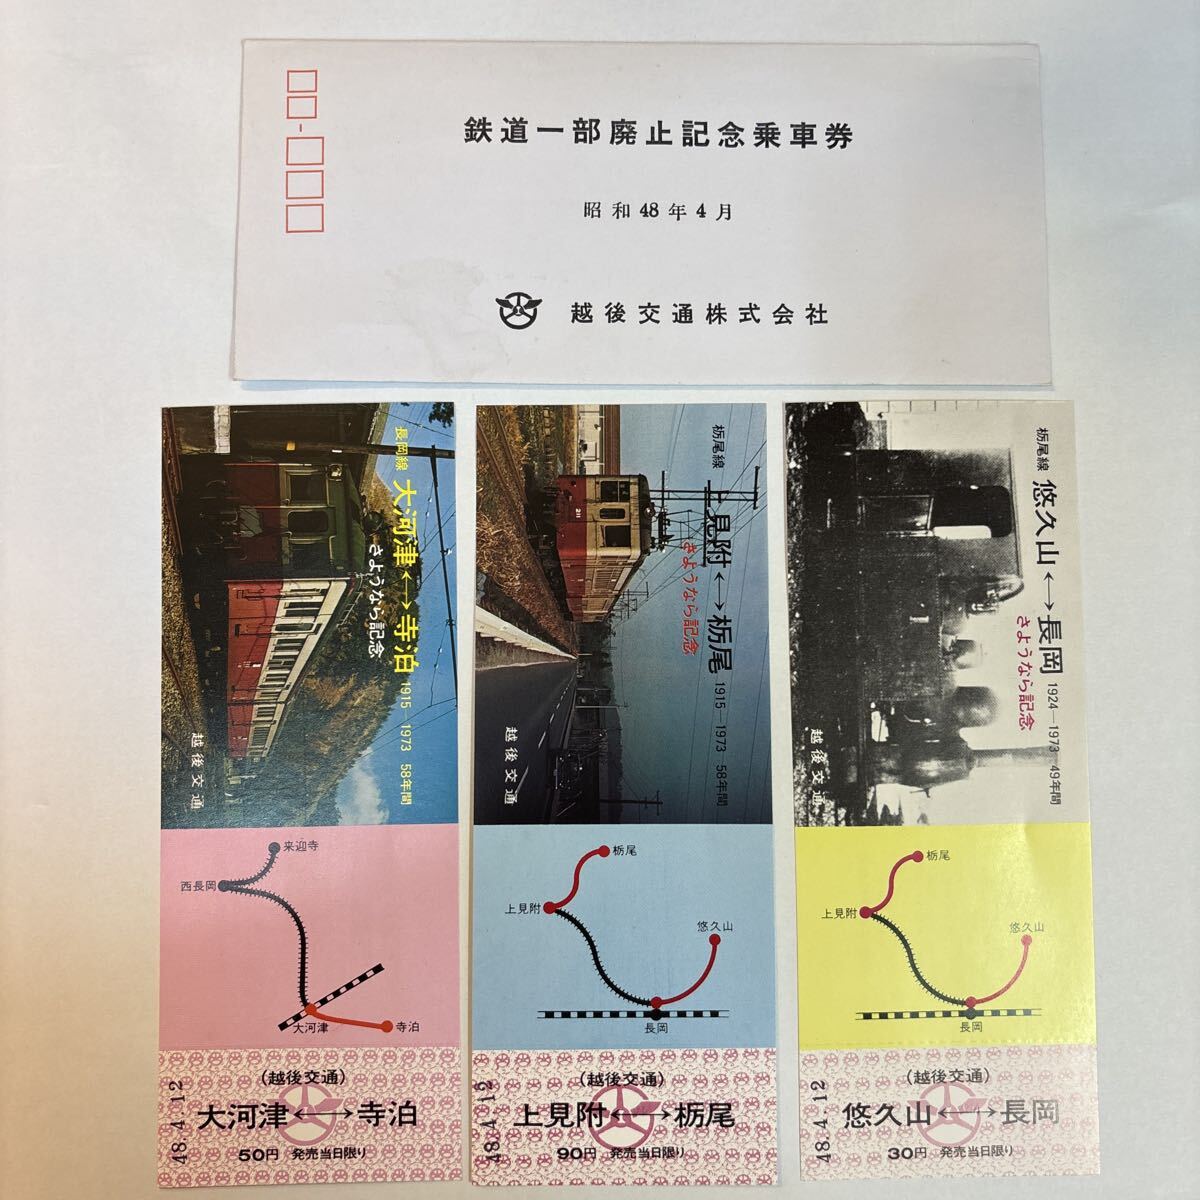 鉄道一部廃止記念乗車券
昭和48年4月
越後交通株式会社
長岡線 大河津←→寺泊 1915−1973 58年間
さようなら記念
越後交通
来迎寺
西長岡
大河津
寺泊
(越後交通)
大河津←→寺泊
50円 発売当日限り
48.4.12
栃尾線 上見附←→栃尾 1915−1973 58年間
さようなら記念
越後交通
211
栃尾
上見附
悠久山
長岡
(越後交通)
上見附←→栃尾
90円 発売当日限り
48.4.12
栃尾線 悠久山←→長岡 1924−1973 49年間
さようなら記念
越後交通
栃尾
上見附
悠久山
長岡
(越後交通)
悠久山←→長岡
30円 発売当日限り
48.4.12